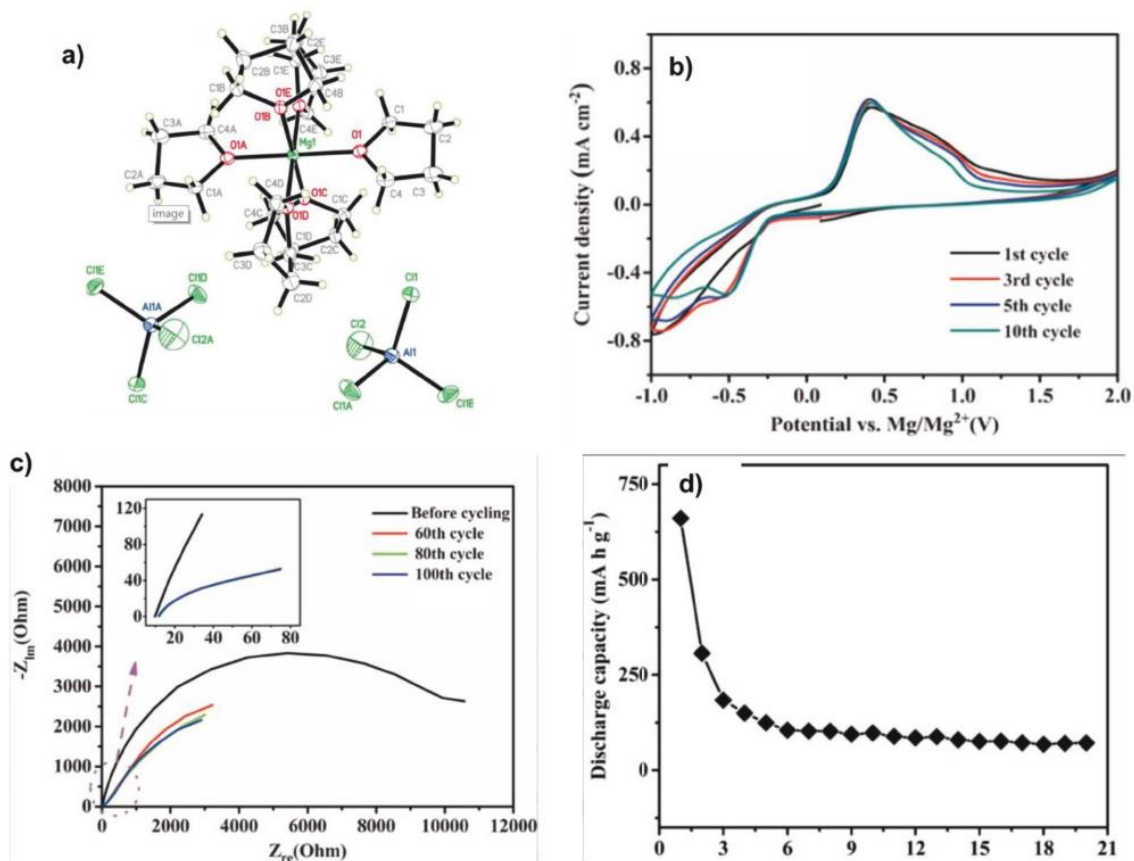 a)
C3B
C2E
C2B
C1E
C3E
C1B
C4B
O1E
O1B
C4E
C3A
C4A
O1A
Mg1
O1
C1
C2
C2A
C1A
C4
C3
image
C4D
O1C
C1C
C4C
O1D
C1D
C2C
C3D
C3C
C2D
Cl1E
Cl1D
Al1A
Cl2A
Cl1C
Cl1
Cl2
Al1
Cl1A
Cl1E
b)
Current density (mA cm-2)
0.8
0.4
0.0
-0.4
-0.8
1st cycle
3rd cycle
5th cycle
10th cycle
-1.0 -0.5 0.0 0.5 1.0 1.5 2.0
Potential vs. Mg/Mg2+(V)
c)
-ZIm(Ohm)
8000
7000
6000
5000
4000
3000
2000
1000
0
120
80
40
0
20 40 60 80
Before cycling
60th cycle
80th cycle
100th cycle
0 2000 4000 6000 8000 10000 12000
Zre(Ohm)
d)
Discharge capacity (mA h g-1)
750
500
250
0
0 3 6 9 12 15 18 21